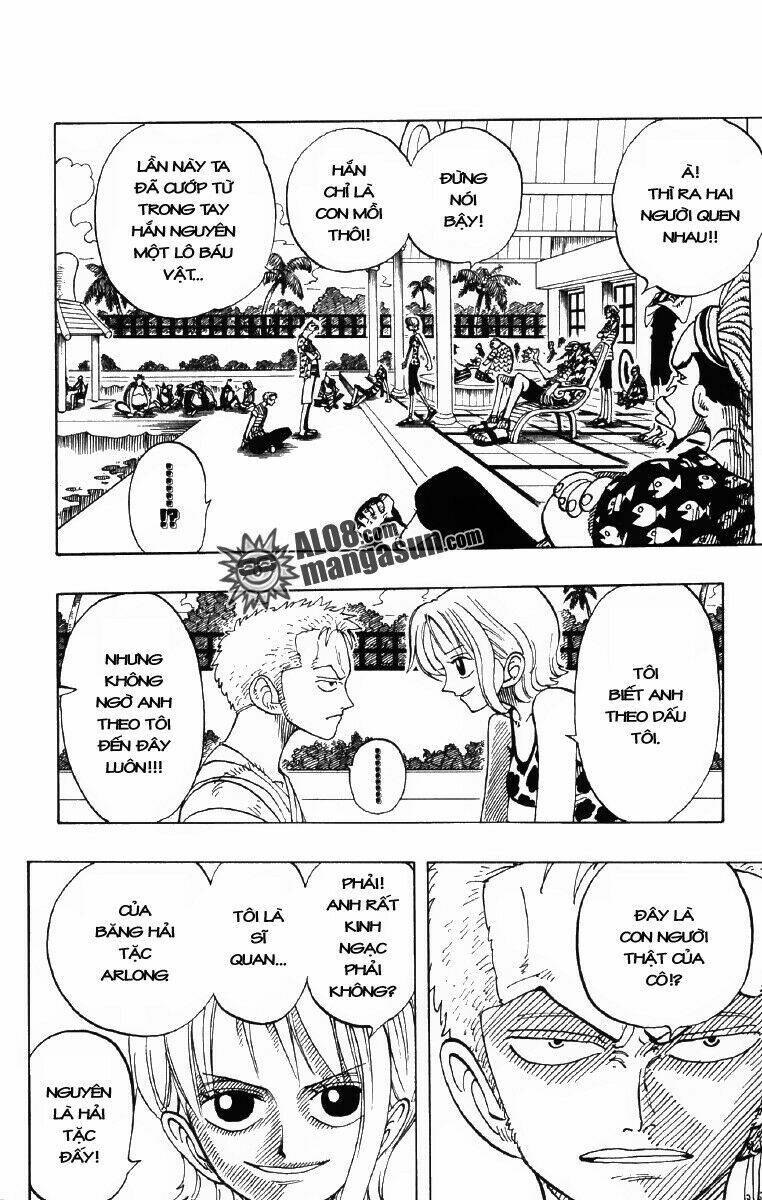 À!
THÌ RA HAI
NGƯỜI QUEN
NHAU!!
ĐỪNG
NÓI
BẬY!
HẮN
CHỈ LÀ
CON MỒI
THÔI!
LẦN NÀY TA
ĐÃ CƯỚP TỪ
TRONG TAY
HẮN NGUYÊN
MỘT LÔ BÁU
VẬT...
......!?
AL08.com
mangasun.com
TÔI
BIẾT ANH
THEO DẤU
TÔI.
NHƯNG
KHÔNG
NGỜ ANH
THEO TÔI
ĐẾN ĐÂY
LUÔN!!!
.......
ĐÂY LÀ
CON NGƯỜI
THẬT CỦA
CÔ!?
PHẢI!
ANH RẤT
KINH
NGẠC
PHẢI
KHÔNG?
TÔI LÀ
SĨ
QUAN...
CỦA
BĂNG HẢI
TẶC
ARLONG
NGUYÊN
LÀ HẢI
TẶC
ĐẤY!